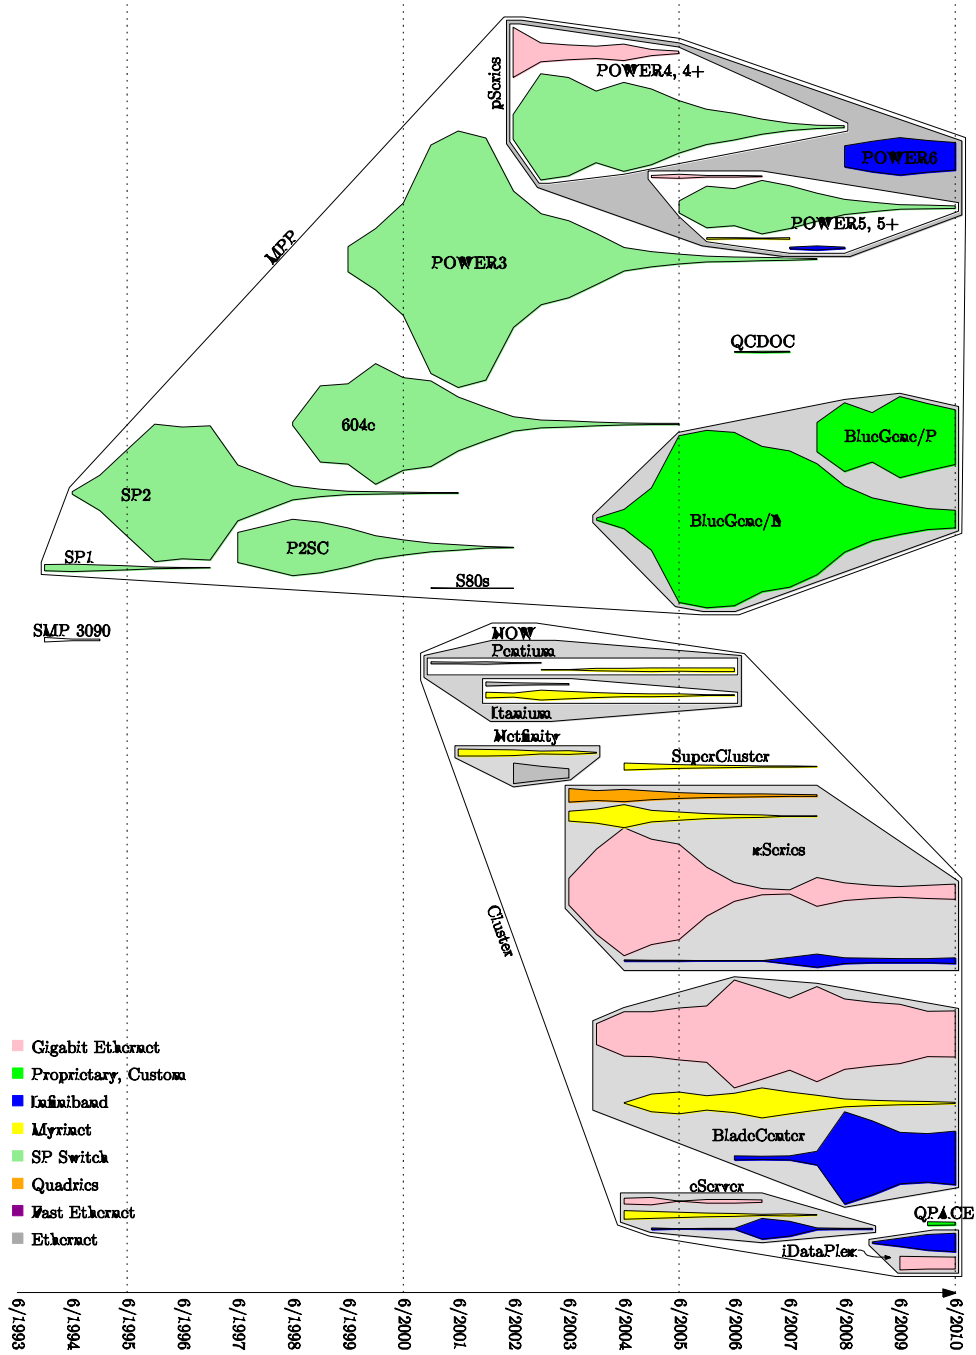 pSeries
POWER4, 4+
POWER6
POWER5, 5+
MPP
POWER3
QCDOC
604e
BlueGene/P
SP2
BlueGene/L
P2SC
SP1
S80s
SMP 3090
NOW
Pentium
Itanium
Netfinity
SuperCluster
xSeries
Cluster
BladeCenter
eServer
QPACE
iDataPlex
Gigabit Ethernet
Proprietary, Custom
Infiniband
Myrinet
SP Switch
Quadrics
Fast Ethernet
Ethernet
6/1993
6/1994
6/1995
6/1996
6/1997
6/1998
6/1999
6/2000
6/2001
6/2002
6/2003
6/2004
6/2005
6/2006
6/2007
6/2008
6/2009
6/2010